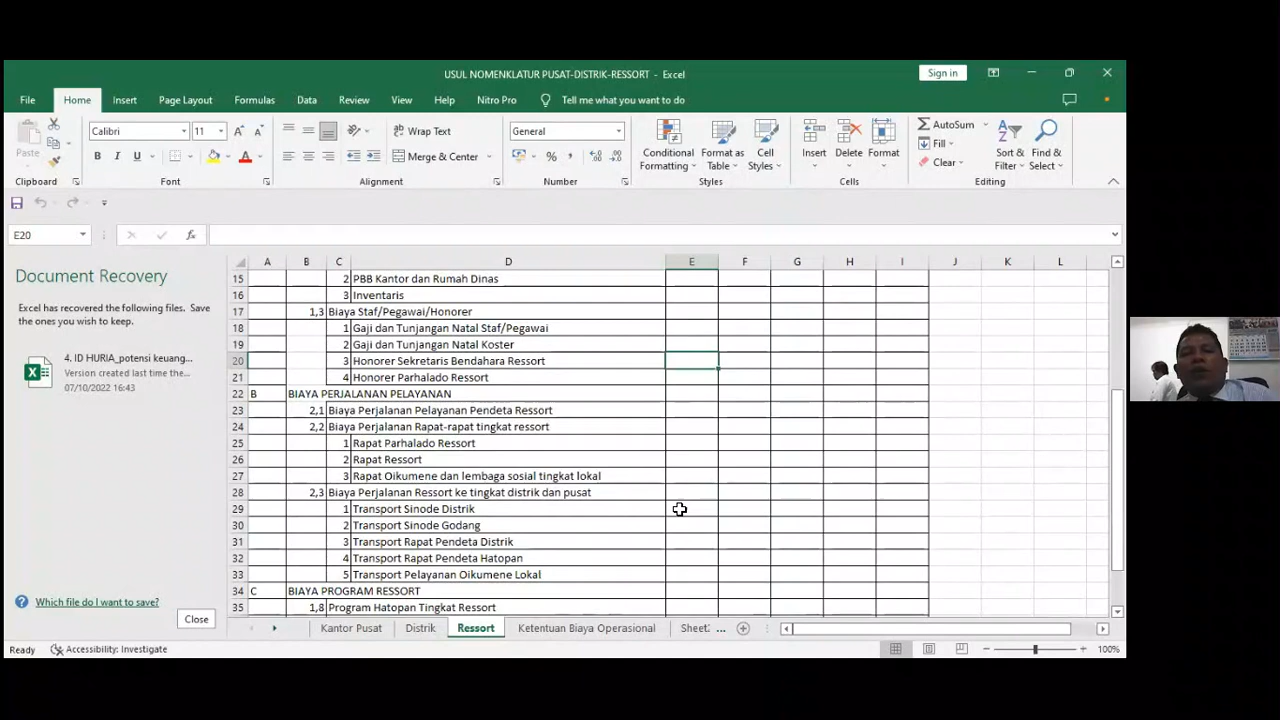 USUL NOMENKLATUR PUSAT-DISTRIK-RESSORT - Excel
Sign in
File Home Insert Page Layout Formulas Data Review View Help Nitro Pro Tell me what you want to do
Calibri 11 Wrap Text General AutoSum
Paste B I U Merge & Center Conditional Formatting Format as Table Cell Styles Insert Delete Format Fill Sort & Filter Find & Select
Clear
Clipboard Font Alignment Number Styles Cells Editing
E20 fx
Document Recovery
Excel has recovered the following files. Save
the ones you wish to keep.
4. ID HURIA_potensi keuang...
Version created last time the...
07/10/2022 16:43
Which file do I want to save?
Close
A B C D E F G H I J K L
15 2 PBB Kantor dan Rumah Dinas
16 3 Inventaris
17 1,3 Biaya Staf/Pegawai/Honorer
18 1 Gaji dan Tunjangan Natal Staf/Pegawai
19 2 Gaji dan Tunjangan Natal Koster
20 3 Honorer Sekretaris Bendahara Ressort
21 4 Honorer Parhalado Ressort
22 B BIAYA PERJALANAN PELAYANAN
23 2,1 Biaya Perjalanan Pelayanan Pendeta Ressort
24 2,2 Biaya Perjalanan Rapat-rapat tingkat ressort
25 1 Rapat Parhalado Ressort
26 2 Rapat Ressort
27 3 Rapat Oikumene dan lembaga sosial tingkat lokal
28 2,3 Biaya Perjalanan Ressort ke tingkat distrik dan pusat
29 1 Transport Sinode Distrik
30 2 Transport Sinode Godang
31 3 Transport Rapat Pendeta Distrik
32 4 Transport Rapat Pendeta Hatopan
33 5 Transport Pelayanan Oikumene Lokal
34 C BIAYA PROGRAM RESSORT
35 1,8 Program Hatopan Tingkat Ressort
Kantor Pusat Distrik Ressort Ketentuan Biaya Operasional Sheet2 ...
Ready Accessibility: Investigate 100%